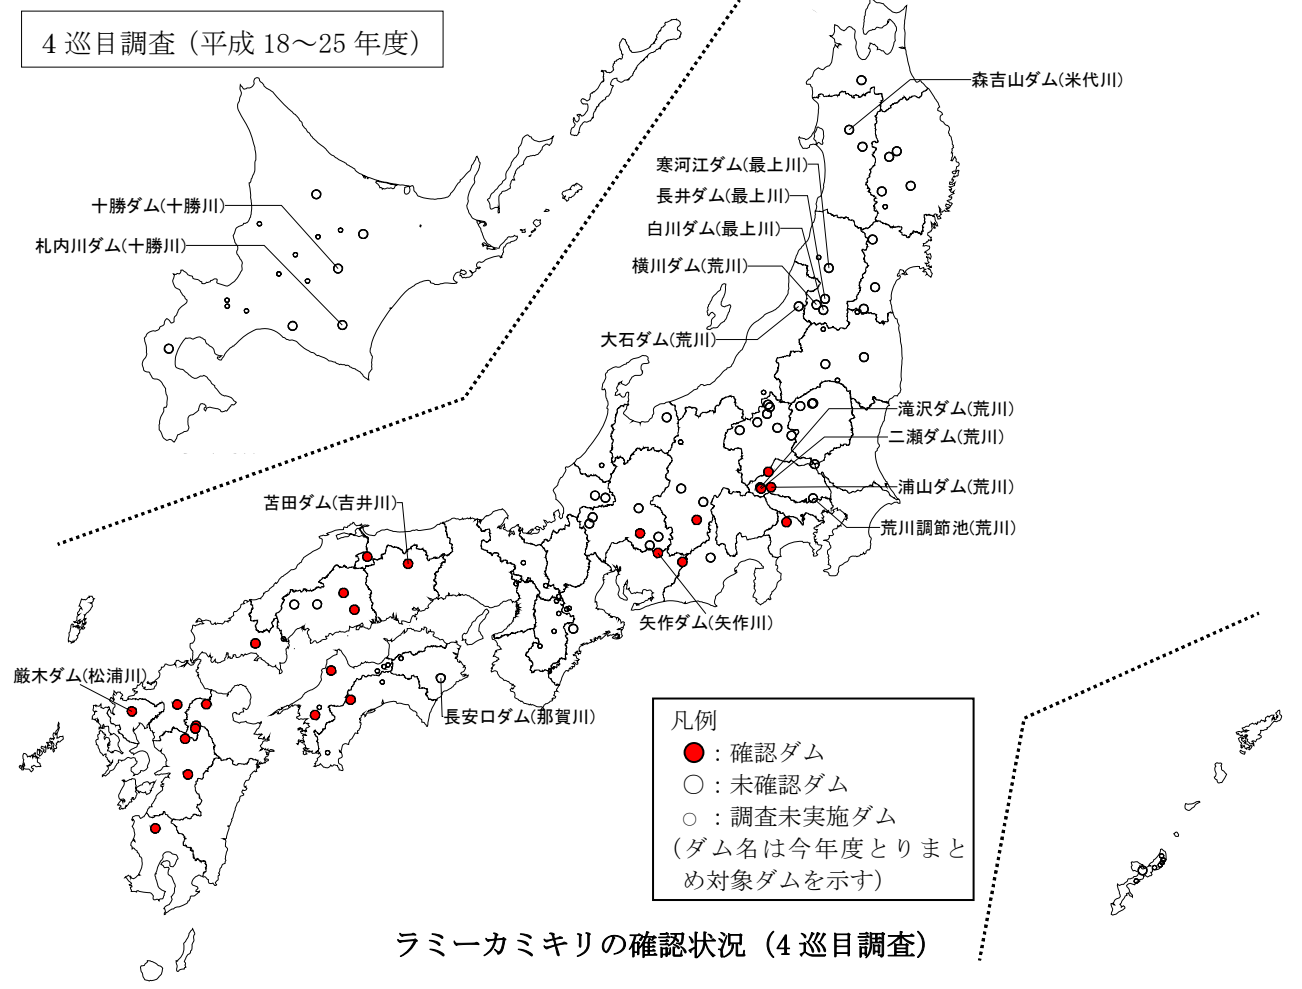 4巡目調査（平成 18～25 年度）
森吉山ダム(米代川)
寒河江ダム(最上川)
長井ダム(最上川)
十勝ダム(十勝川)
白川ダム(最上川)
札内川ダム(十勝川)
横川ダム(荒川)
大石ダム(荒川)
滝沢ダム(荒川)
二瀬ダム(荒川)
浦山ダム(荒川)
苫田ダム(吉井川)
荒川調節池(荒川)
矢作ダム(矢作川)
厳木ダム(松浦川)
長安口ダム(那賀川)
凡例
：確認ダム
：未確認ダム
：調査未実施ダム
（ダム名は今年度とりまと
め対象ダムを示す）
ラミーカミキリの確認状況（4巡目調査）